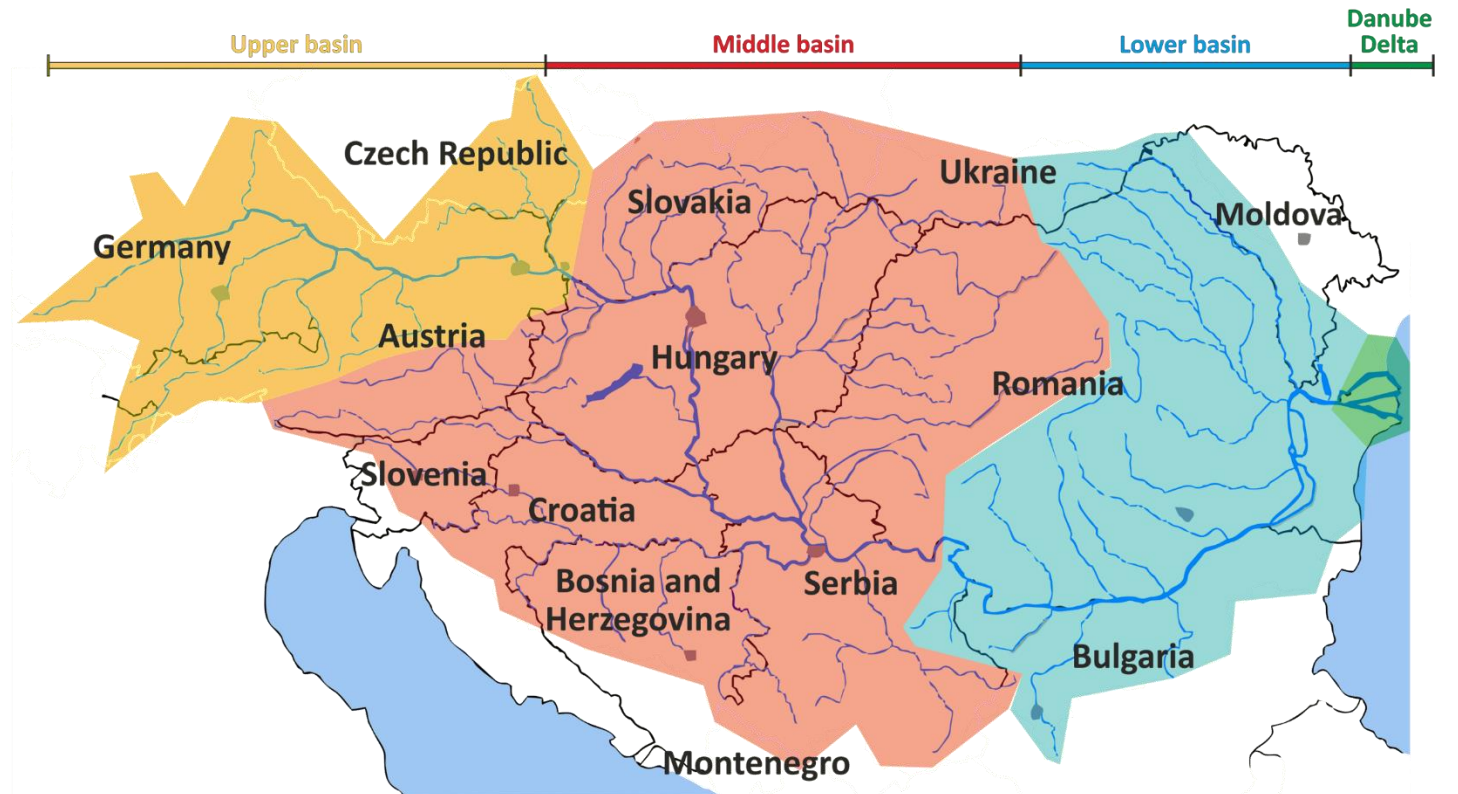 Upper basin
Middle basin
Lower basin
Danube
Delta
Czech Republic
Ukraine
Slovakia
Moldova
Germany
Austria
Hungary
Romania
Slovenia
Croatia
Bosnia and
Herzegovina
Serbia
Bulgaria
Montenegro